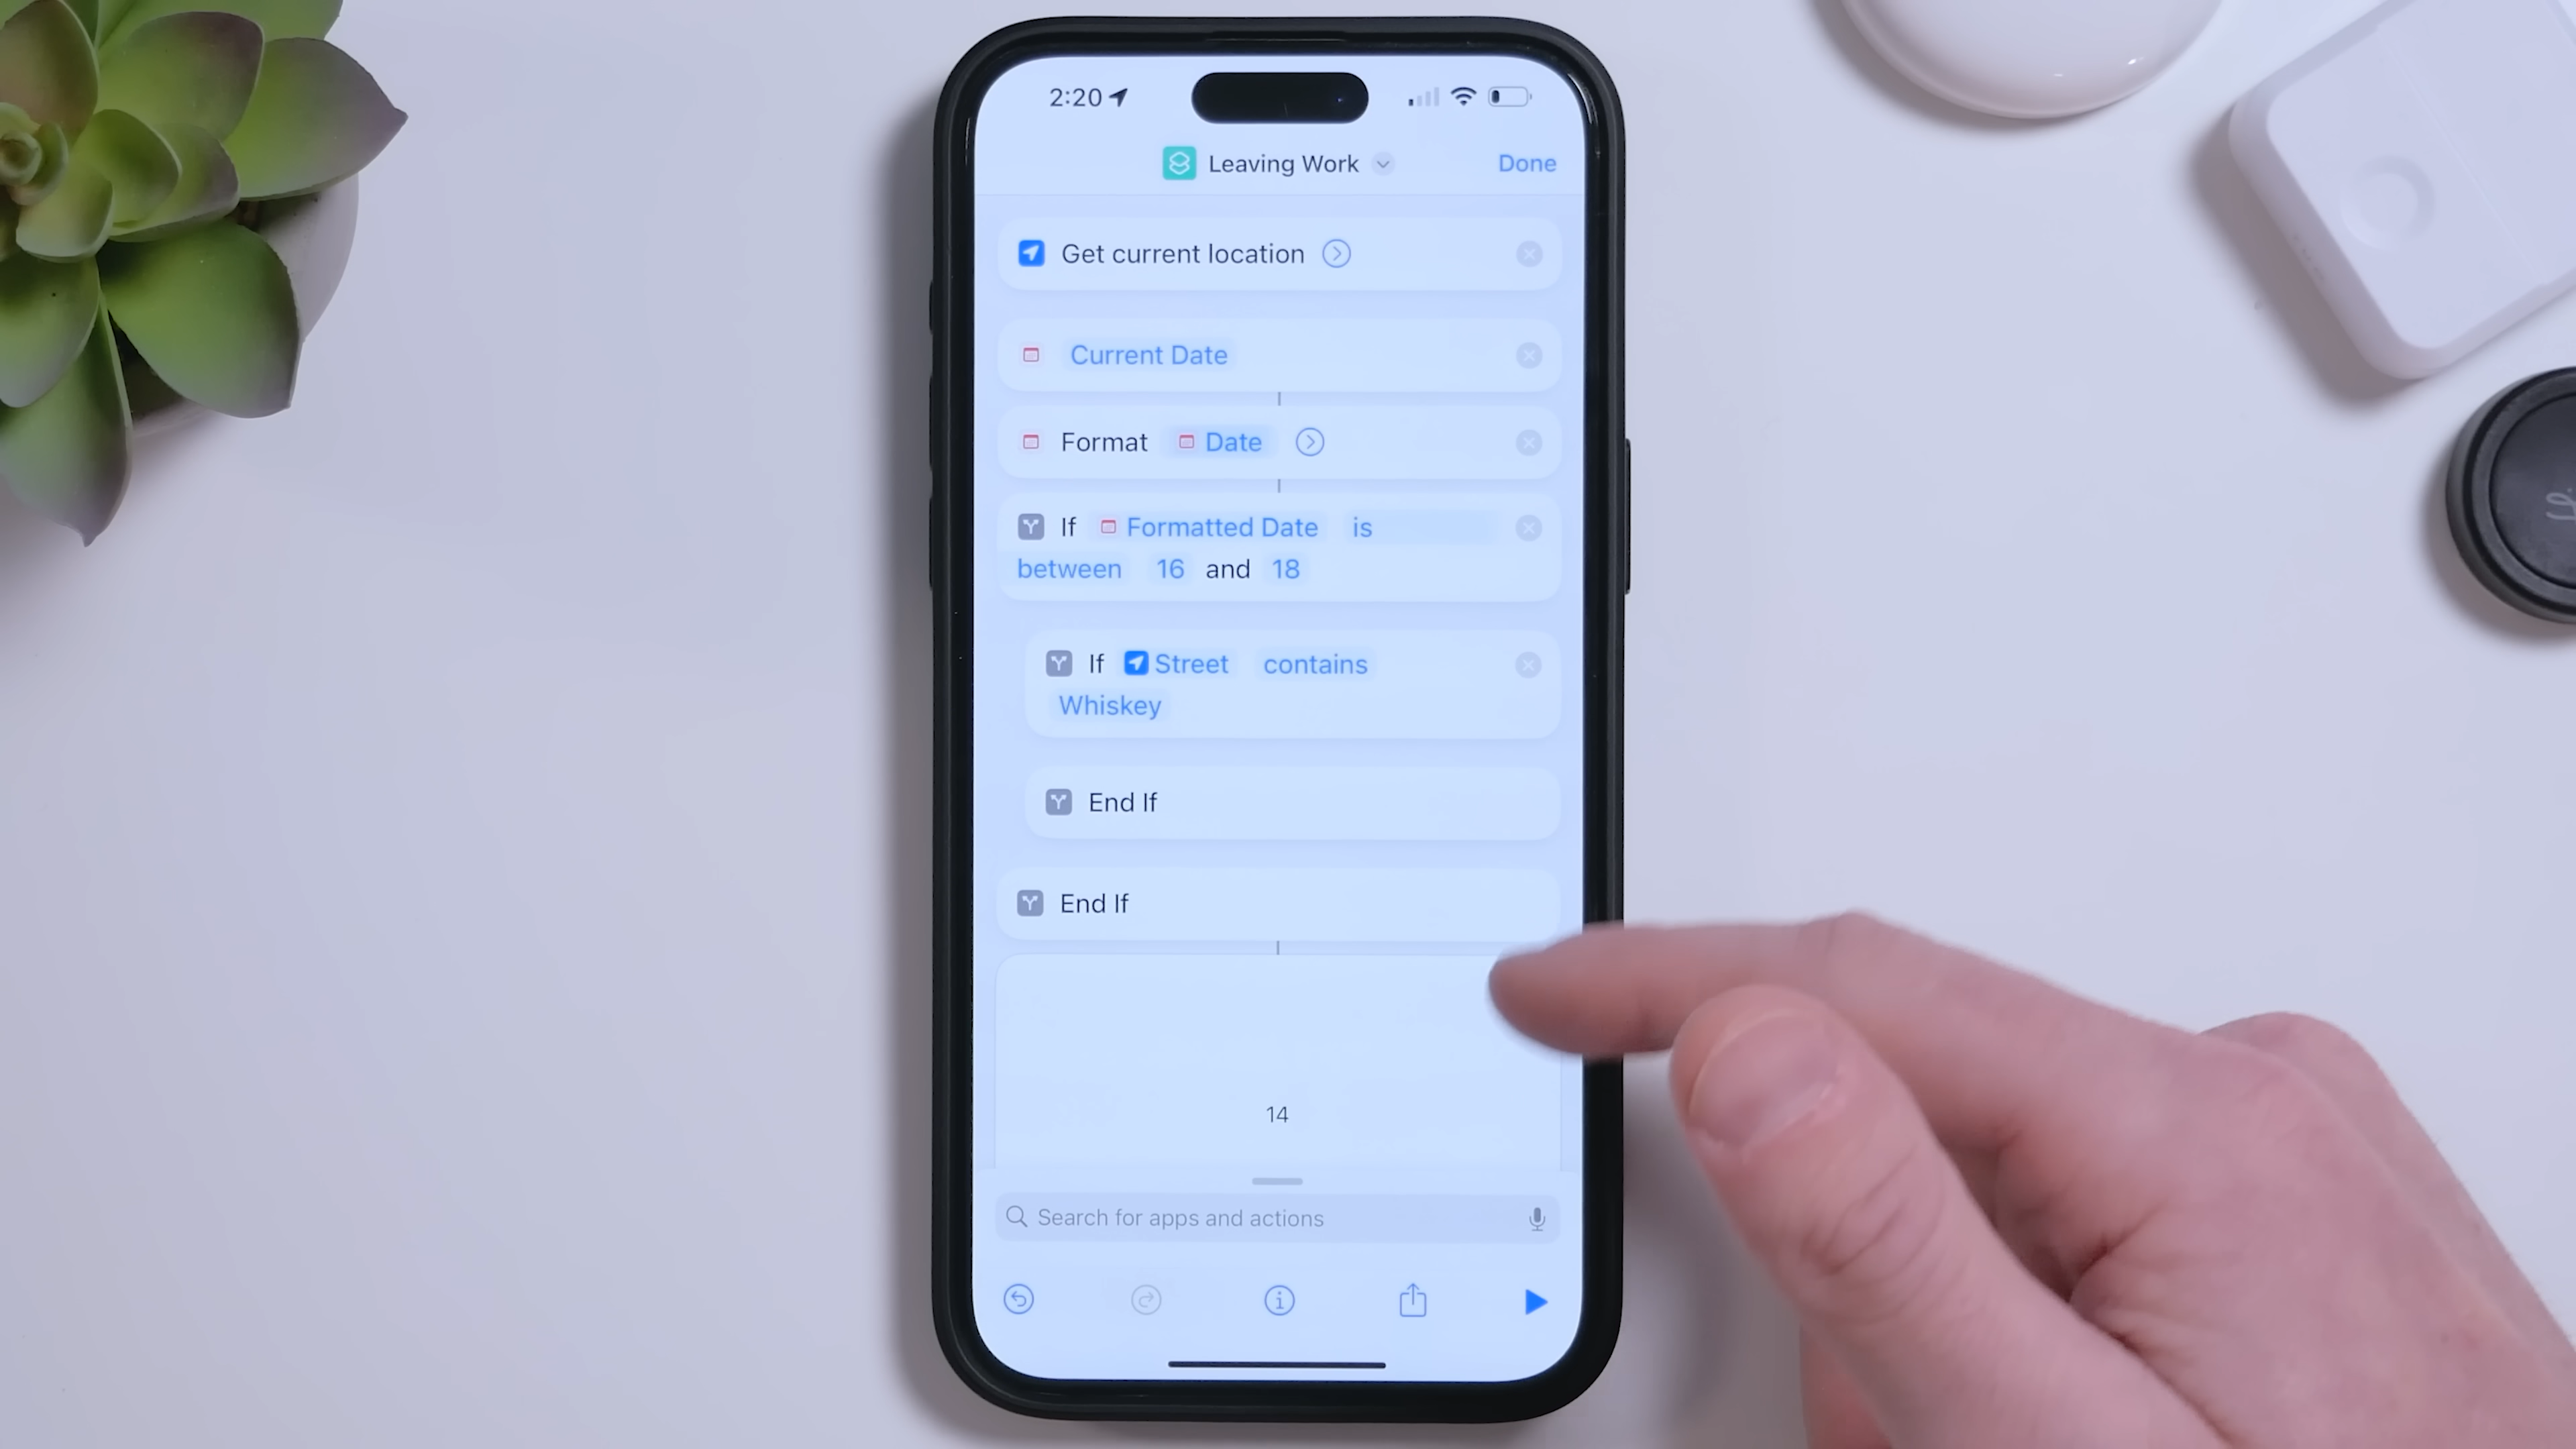 2:20
Leaving Work
Done
Get current location
Current Date
Format Date
If Formatted Date is
between 16 and 18
If Street contains
Whiskey
End If
End If
14
Search for apps and actions